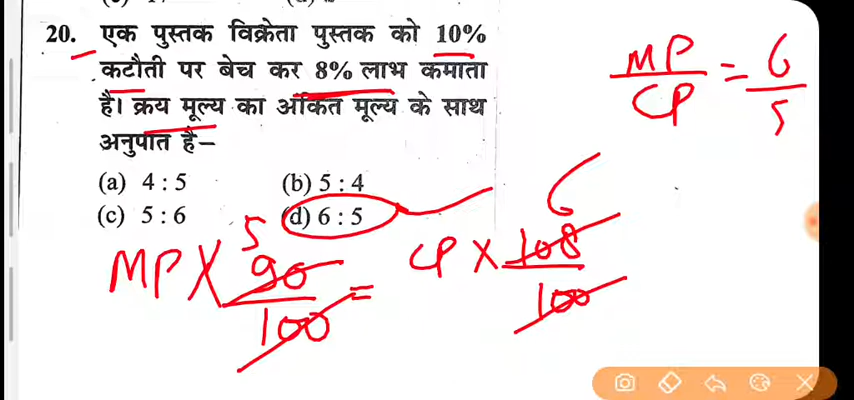 20. एक पुस्तक विक्रेता पुस्तक को 10%
कटौती पर बेच कर 8% लाभ कमाता
है। क्रय मूल्य का अंकित मूल्य के साथ
अनुपात है–
(a) 4 : 5 (b) 5 : 4
(c) 5 : 6 (d) 6 : 5
MP/CP = 6/5
5 6
MP X 90/100 = CP X 108/100